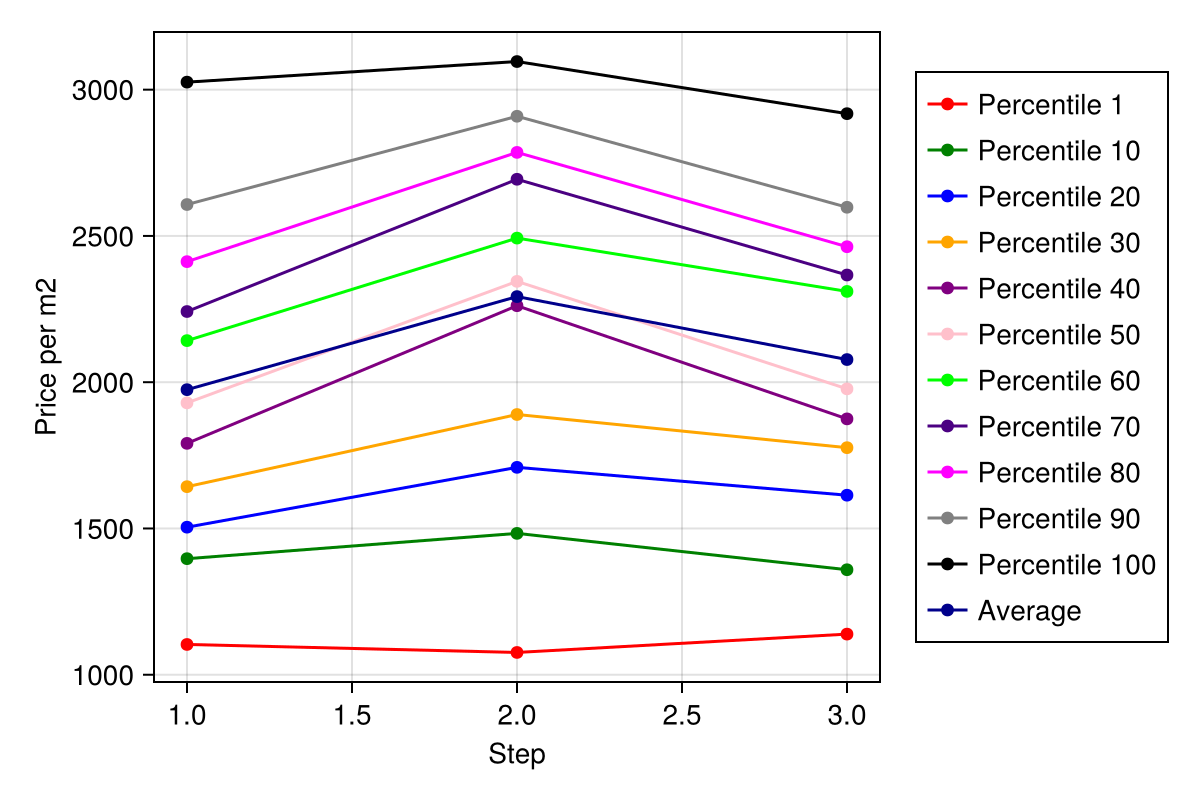 Price per m2
3000
2500
2000
1500
1000
1.0 1.5 2.0 2.5 3.0
Step
Percentile 1
Percentile 10
Percentile 20
Percentile 30
Percentile 40
Percentile 50
Percentile 60
Percentile 70
Percentile 80
Percentile 90
Percentile 100
Average